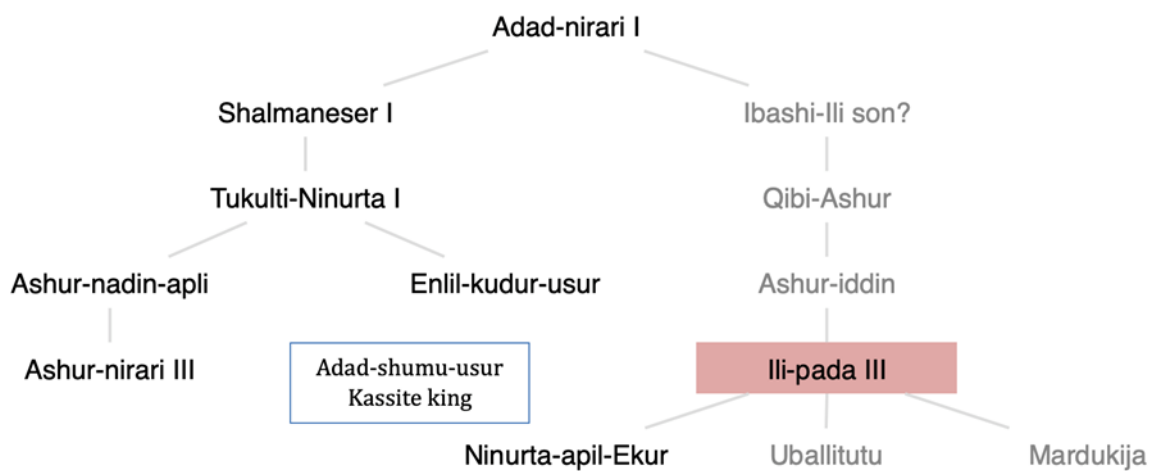 Adad-nirari I
Shalmaneser I
Ibashi-Ili son?
Tukulti-Ninurta I
Qibi-Ashur
Ashur-nadin-apli
Enlil-kudur-usur
Ashur-iddin
Ashur-nirari III
Adad-shumu-usur
Kassite king
Ili-pada III
Ninurta-apil-Ekur
Uballitutu
Mardukija